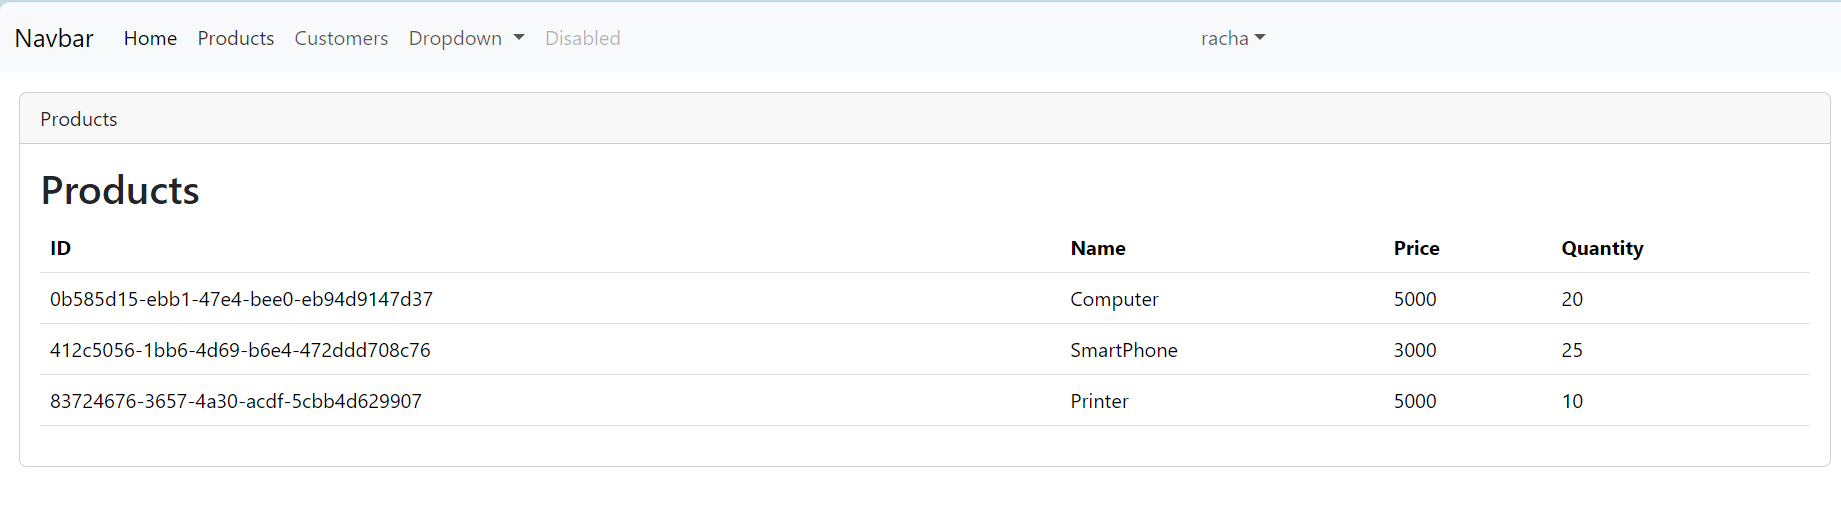 Navbar Home Products Customers Dropdown Disabled racha
Products
Products
ID Name Price Quantity
0b585d15-ebb1-47e4-bee0-eb94d9147d37 Computer 5000 20
412c5056-1bb6-4d69-b6e4-472ddd708c76 SmartPhone 3000 25
83724676-3657-4a30-acdf-5cbb4d629907 Printer 5000 10